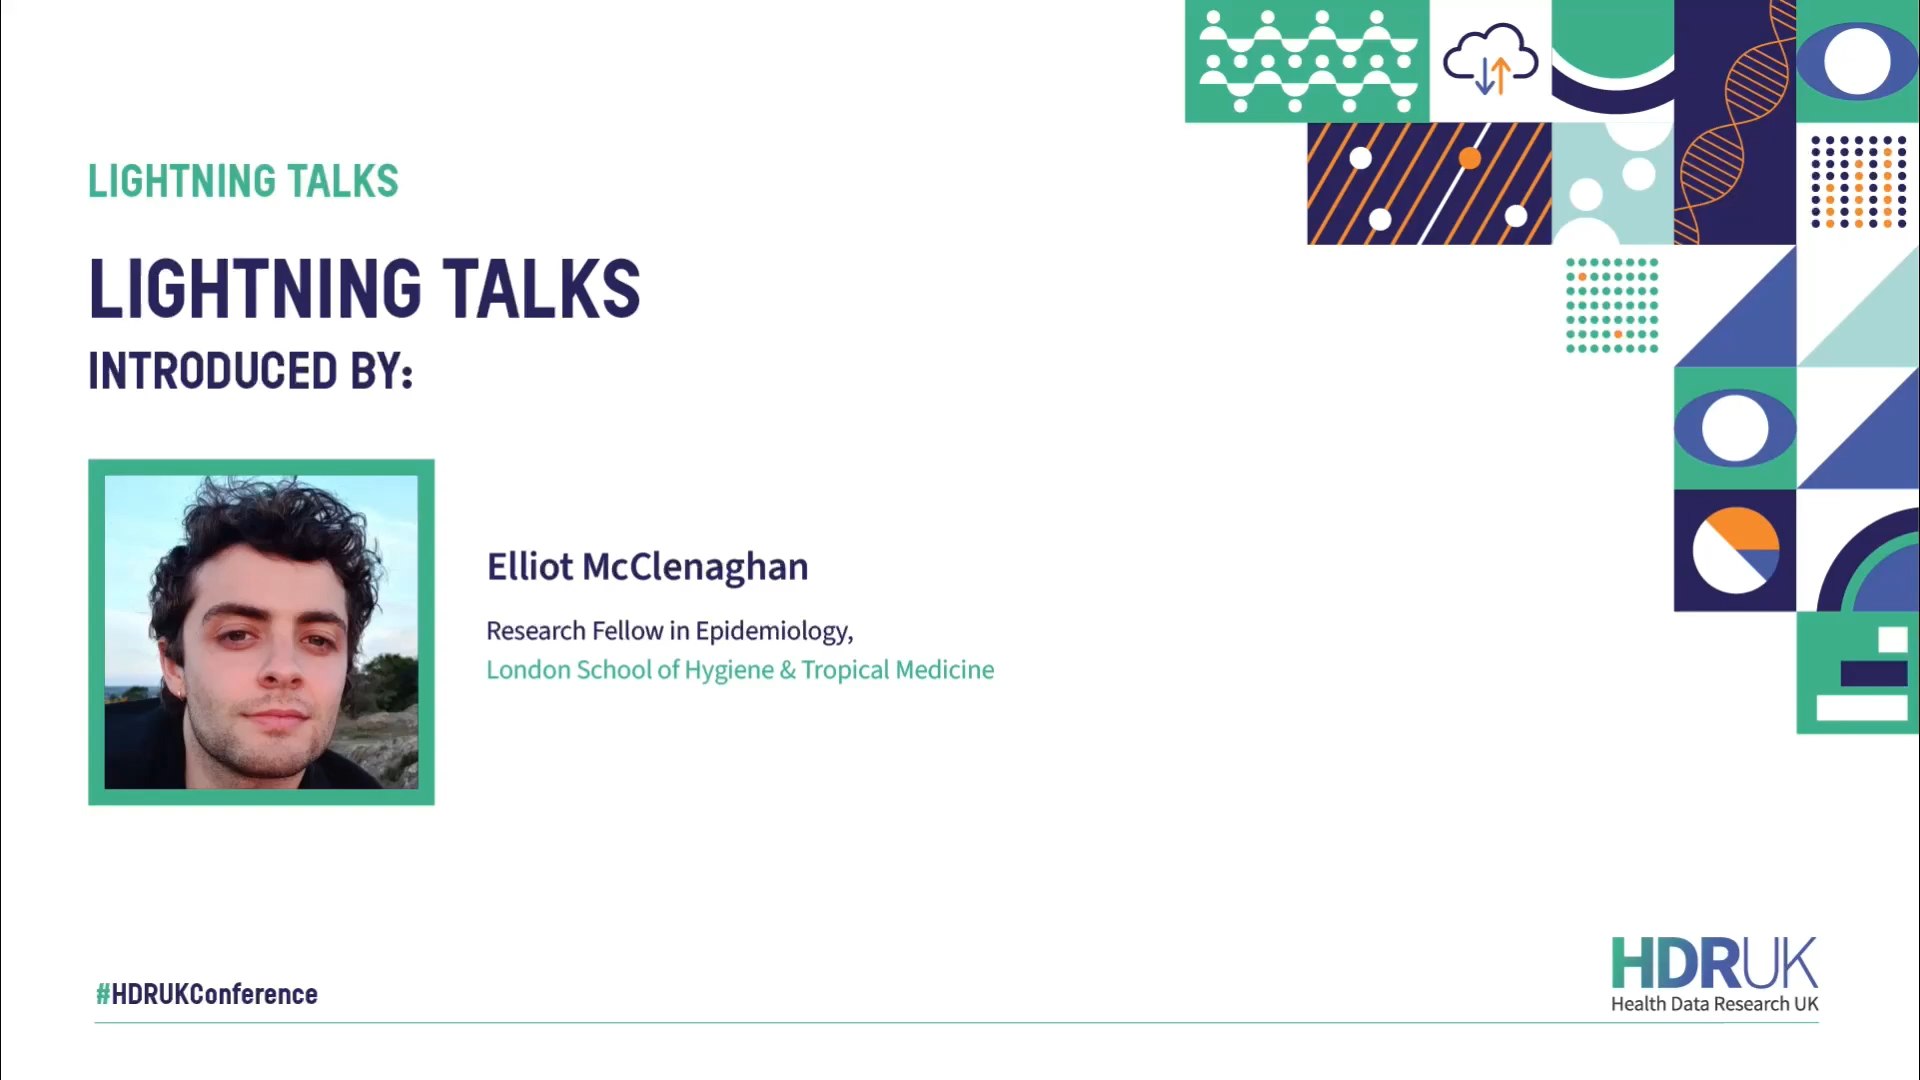 LIGHTNING TALKS
LIGHTNING TALKS
INTRODUCED BY:
Elliot McClenaghan
Research Fellow in Epidemiology,
London School of Hygiene & Tropical Medicine
#HDRUKConference
HDRUK
Health Data Research UK